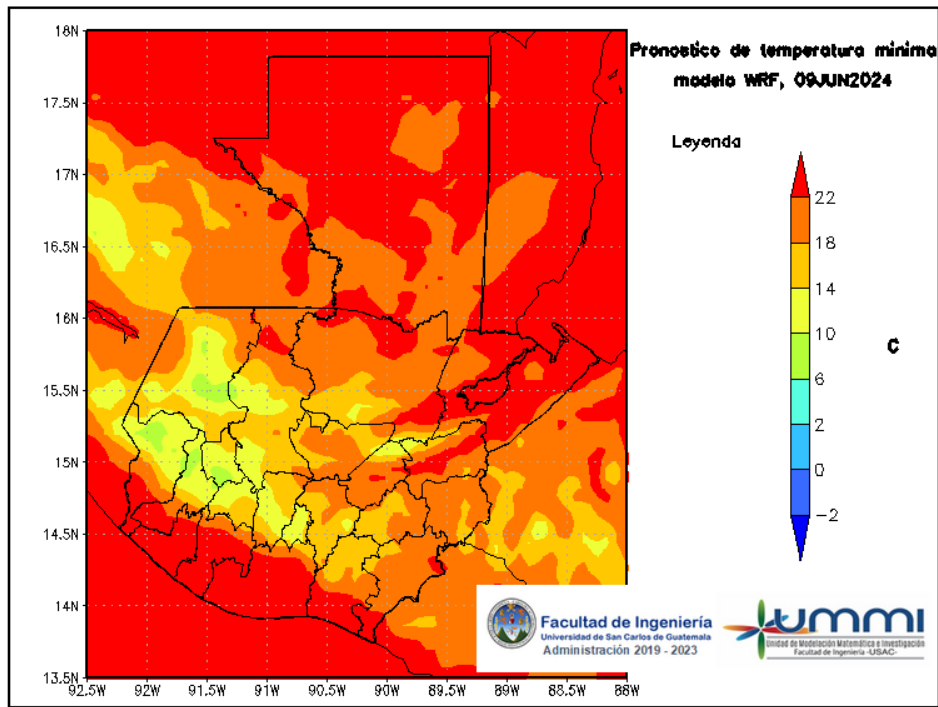 Pronostico de temperatura minima
modelo WRF, 09JUN2024
Leyenda
22
18
14
10
6
2
0
−2
C
18N
17.5N
17N
16.5N
16N
15.5N
15N
14.5N
14N
13.5N
92.5W 92W 91.5W 91W 90.5W 90W 89.5W 89W 88.5W 88W
Facultad de Ingeniería
Universidad de San Carlos de Guatemala
Administración 2019 - 2023
ummi
Unidad de Modelación Matemática e Investigación
Facultad de Ingeniería -USAC-